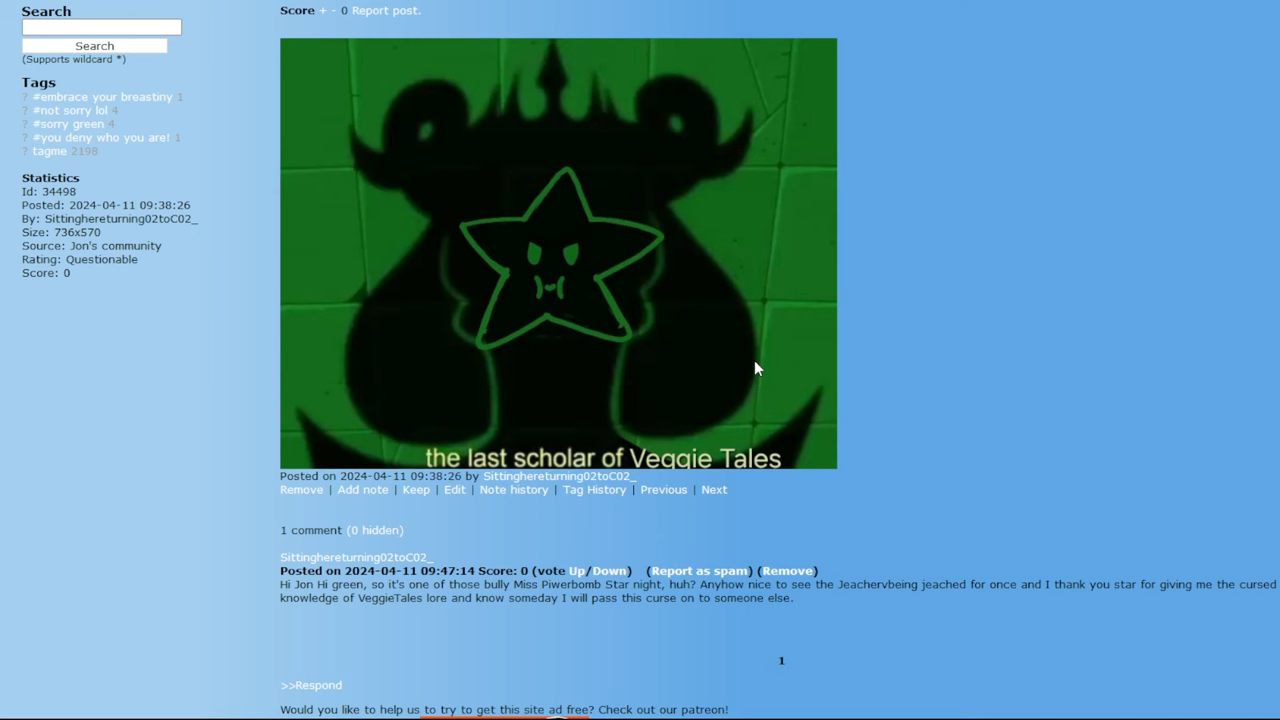 Search
Search
(Supports wildcard *)
Tags
? #embrace your breastiny 1
? #not sorry lol 4
? #sorry green 4
? #you deny who you are! 1
? tagme 2198
Statistics
Id: 34498
Posted: 2024-04-11 09:38:26
By: Sittinghereturning02toC02_
Size: 736x570
Source: Jon's community
Rating: Questionable
Score: 0
Score + - 0 Report post.
the last scholar of Veggie Tales
Posted on 2024-04-11 09:38:26 by Sittinghereturning02toC02_
Remove | Add note | Keep | Edit | Note history | Tag History | Previous | Next
1 comment (0 hidden)
Sittinghereturning02toC02_
Posted on 2024-04-11 09:47:14 Score: 0 (vote Up/Down) (Report as spam) (Remove)
Hi Jon Hi green, so it's one of those bully Miss Piwerbomb Star night, huh? Anyhow nice to see the Jeachervbeing jeached for once and I thank you star for giving me the cursed
knowledge of VeggieTales lore and know someday I will pass this curse on to someone else.
1
>>Respond
Would you like to help us to try to get this site ad free? Check out our patreon!